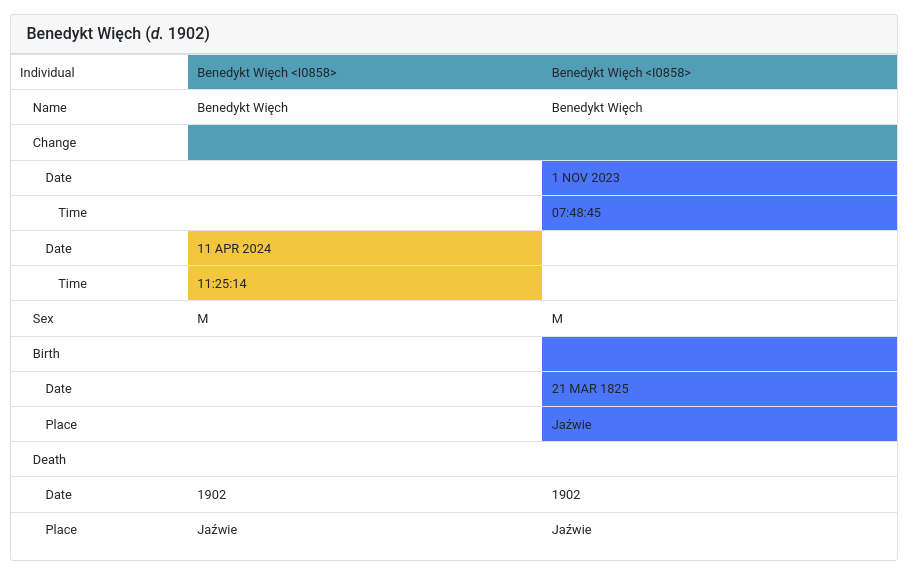 Benedykt Więch (d. 1902)
Individual Benedykt Więch <I0858> Benedykt Więch <I0858>
Name Benedykt Więch Benedykt Więch
Change
Date 1 NOV 2023
Time 07:48:45
Date 11 APR 2024
Time 11:25:14
Sex M M
Birth
Date 21 MAR 1825
Place Jaźwie
Death
Date 1902 1902
Place Jaźwie Jaźwie